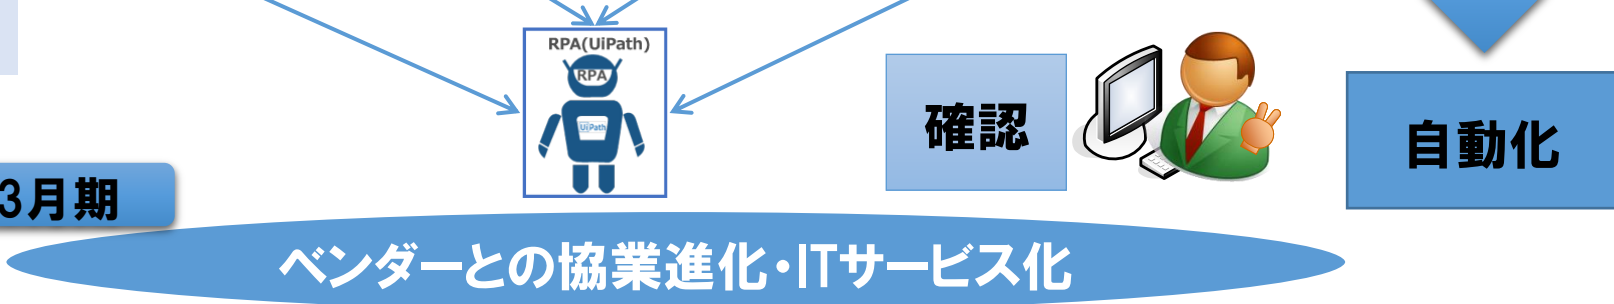 RPA(UiPath)
RPA
UiPath
確認
自動化
3月期
ベンダーとの協業進化・ITサービス化